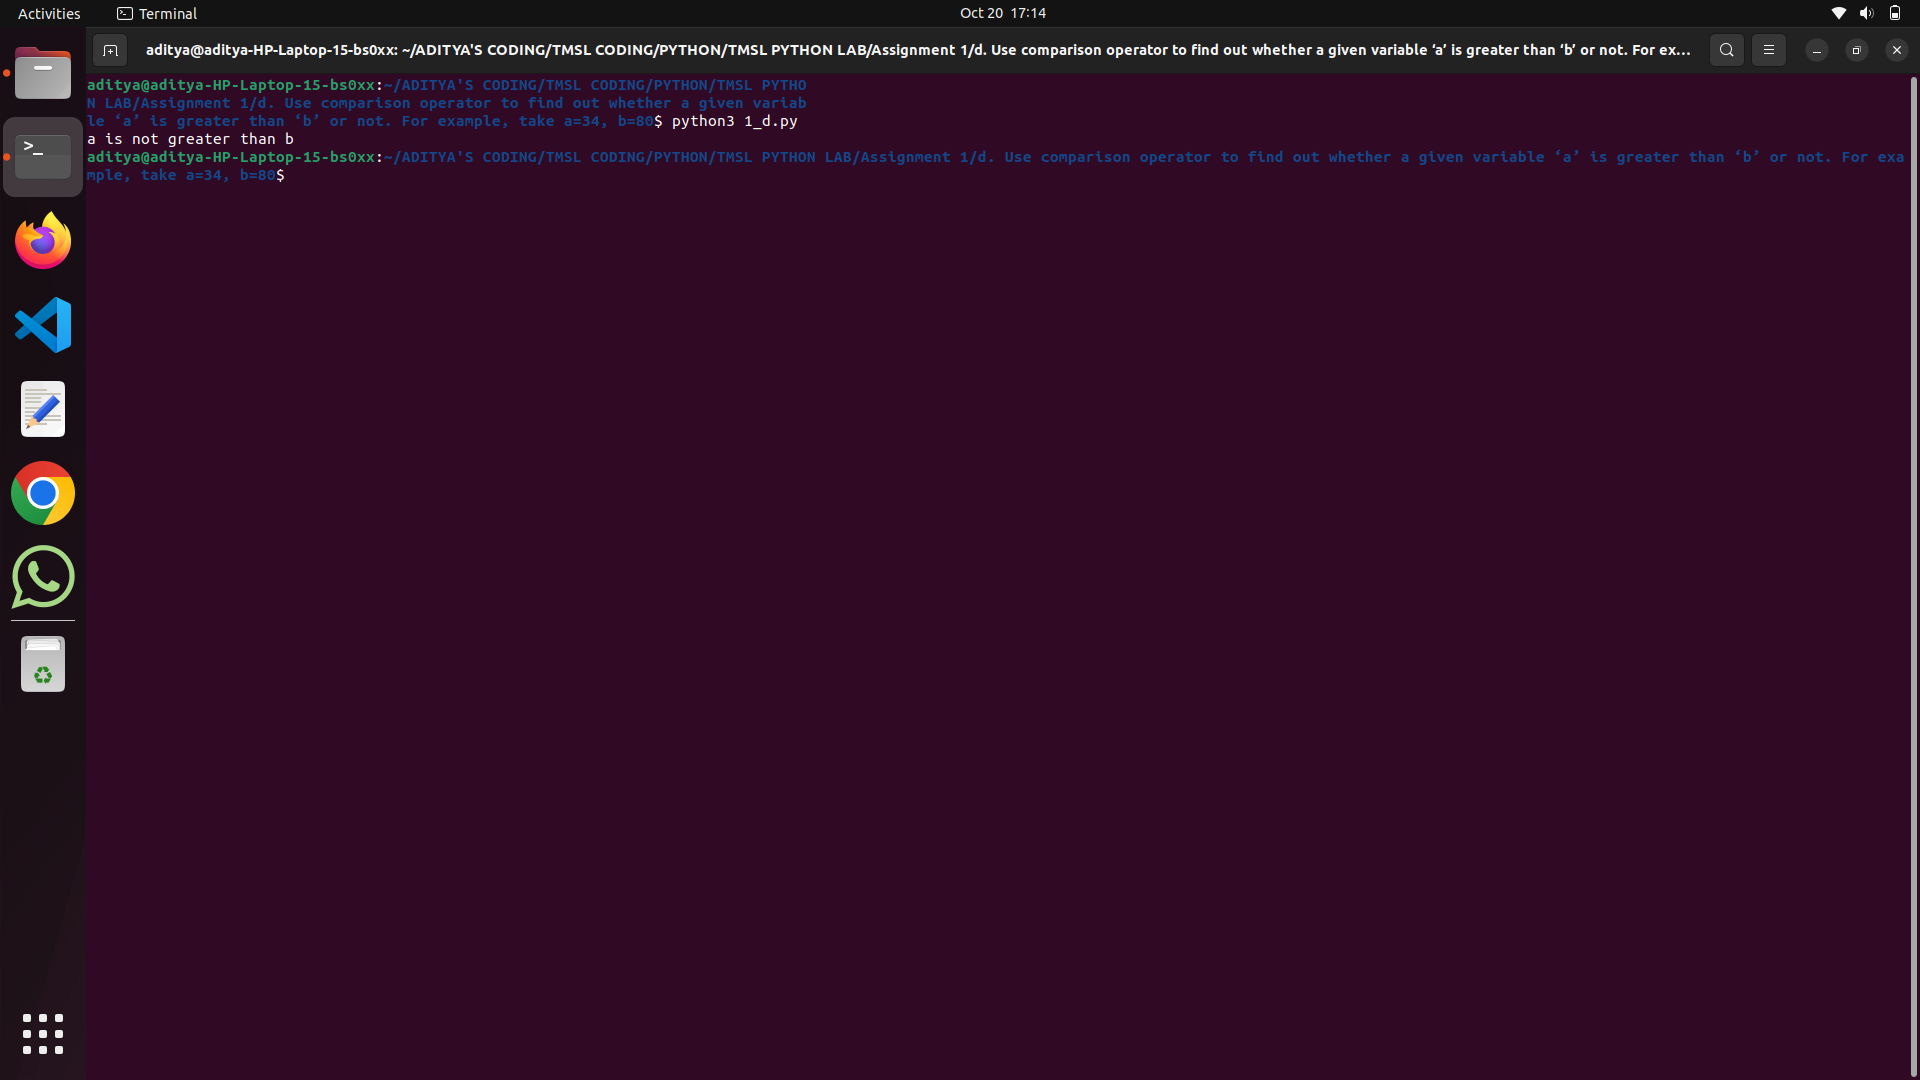 Activities Terminal Oct 20 17:14
aditya@aditya-HP-Laptop-15-bs0xx: ~/ADITYA'S CODING/TMSL CODING/PYTHON/TMSL PYTHON LAB/Assignment 1/d. Use comparison operator to find out whether a given variable ‘a’ is greater than ‘b’ or not. For ex...
aditya@aditya-HP-Laptop-15-bs0xx:~/ADITYA'S CODING/TMSL CODING/PYTHON/TMSL PYTHO
N LAB/Assignment 1/d. Use comparison operator to find out whether a given variab
le ‘a’ is greater than ‘b’ or not. For example, take a=34, b=80$ python3 1_d.py
a is not greater than b
aditya@aditya-HP-Laptop-15-bs0xx:~/ADITYA'S CODING/TMSL CODING/PYTHON/TMSL PYTHON LAB/Assignment 1/d. Use comparison operator to find out whether a given variable ‘a’ is greater than ‘b’ or not. For exa
mple, take a=34, b=80$